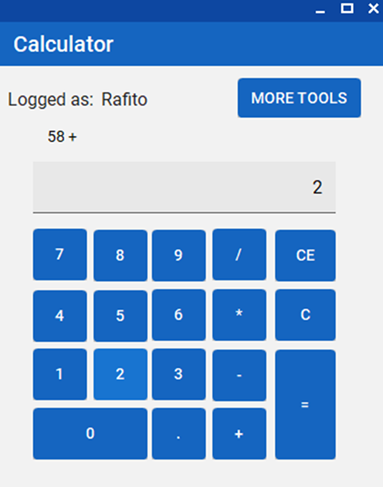 Calculator
Logged as: Rafito
MORE TOOLS
58 +
2
7 8 9 / CE
4 5 6 * C
1 2 3 -
=
0 . +